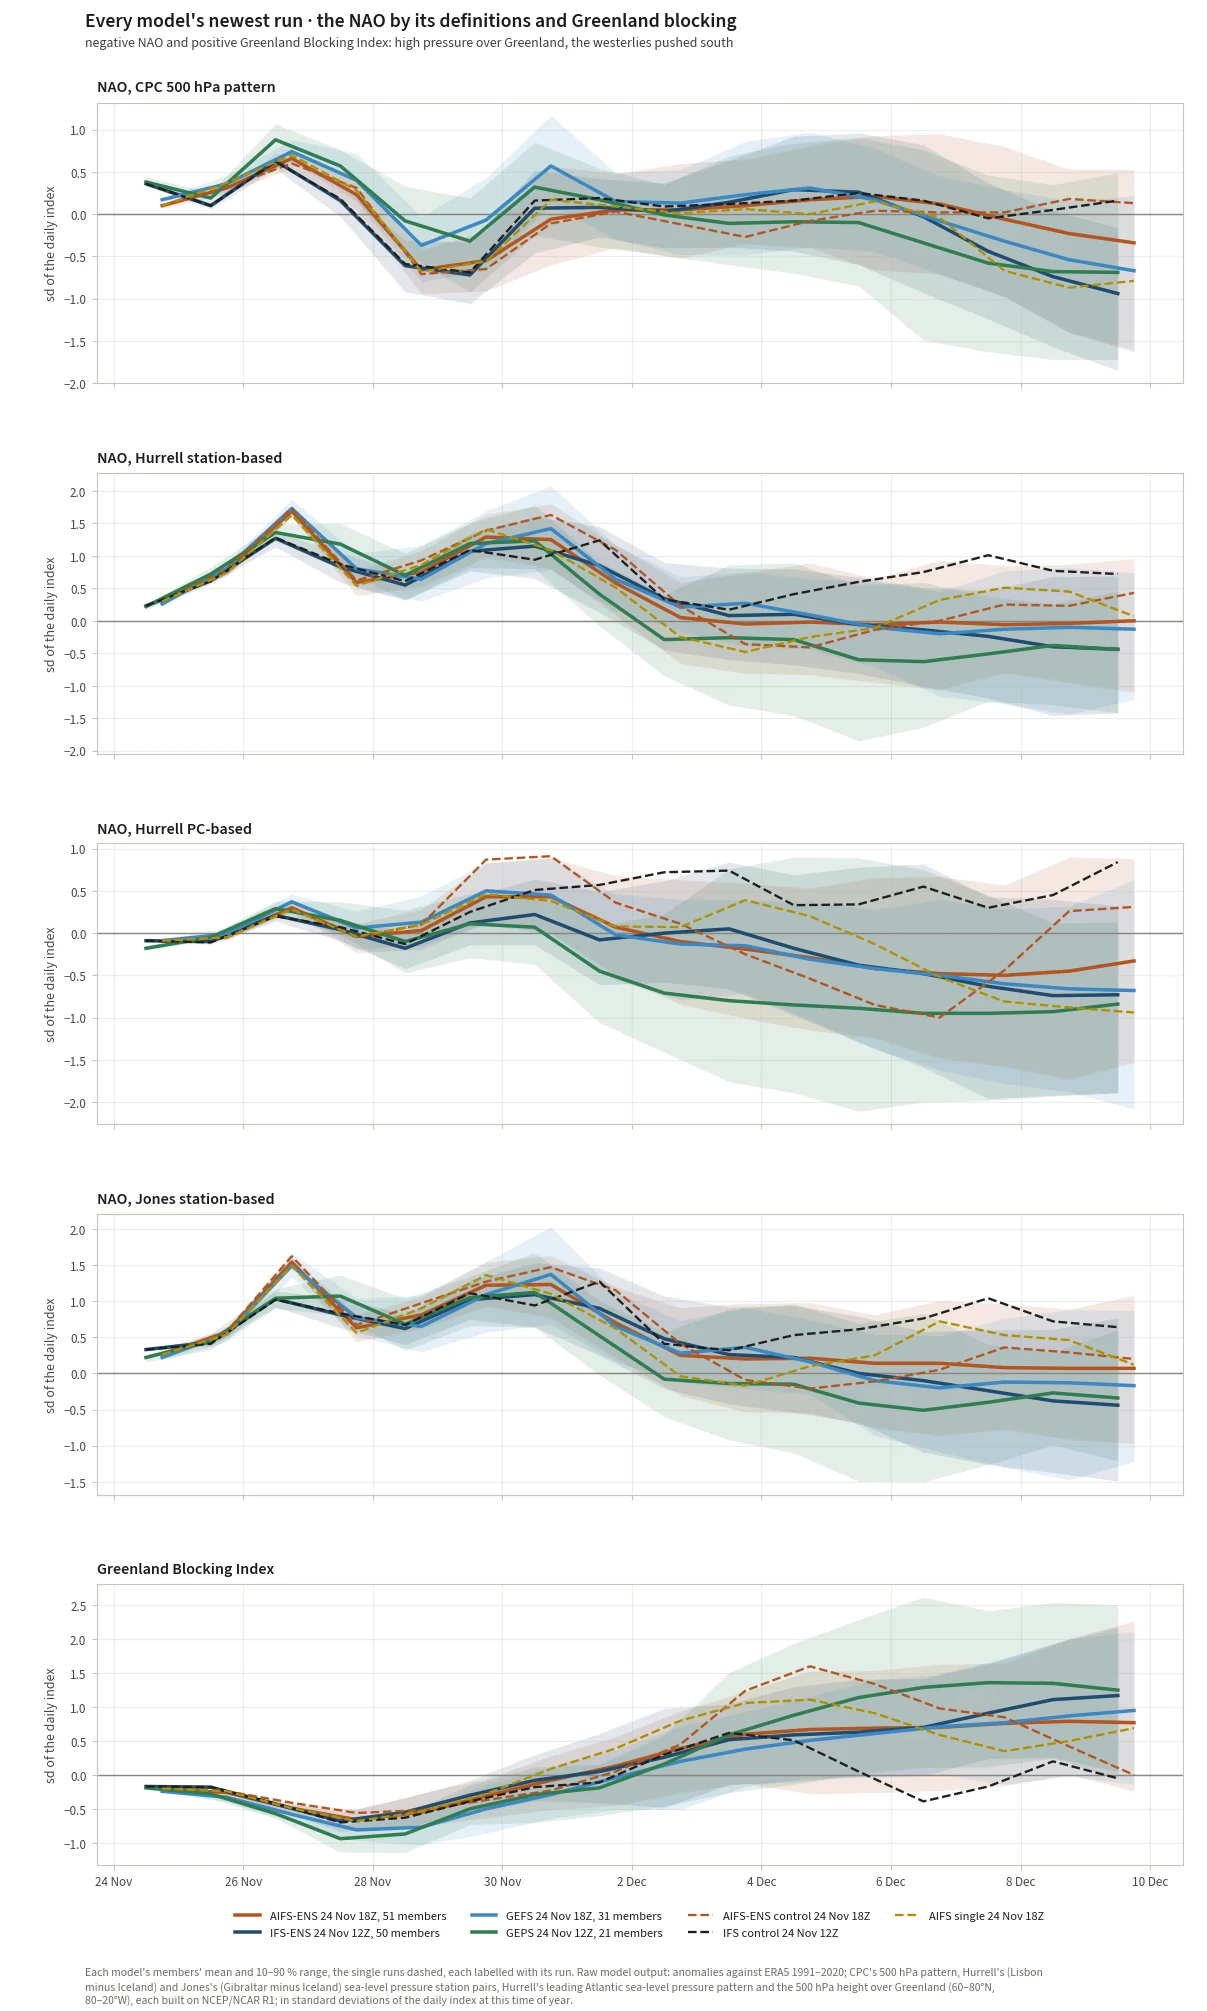 Every model's newest run · the NAO by its definitions and Greenland blocking
negative NAO and positive Greenland Blocking Index: high pressure over Greenland, the westerlies pushed south
NAO, CPC 500 hPa pattern
sd of the daily index
1.0
0.5
0.0
−0.5
−1.0
−1.5
−2.0
NAO, Hurrell station-based
sd of the daily index
2.0
1.5
1.0
0.5
0.0
−0.5
−1.0
−1.5
−2.0
NAO, Hurrell PC-based
sd of the daily index
1.0
0.5
0.0
−0.5
−1.0
−1.5
−2.0
NAO, Jones station-based
sd of the daily index
2.0
1.5
1.0
0.5
0.0
−0.5
−1.0
−1.5
Greenland Blocking Index
sd of the daily index
2.5
2.0
1.5
1.0
0.5
0.0
−0.5
−1.0
24 Nov 26 Nov 28 Nov 30 Nov 2 Dec 4 Dec 6 Dec 8 Dec 10 Dec
AIFS-ENS 24 Nov 18Z, 51 members GEFS 24 Nov 18Z, 31 members AIFS-ENS control 24 Nov 18Z AIFS single 24 Nov 18Z
IFS-ENS 24 Nov 12Z, 50 members GEPS 24 Nov 12Z, 21 members IFS control 24 Nov 12Z
Each model's members' mean and 10–90 % range, the single runs dashed, each labelled with its run. Raw model output: anomalies against ERA5 1991–2020; CPC's 500 hPa pattern, Hurrell's (Lisbon
minus Iceland) and Jones's (Gibraltar minus Iceland) sea-level pressure station pairs, Hurrell's leading Atlantic sea-level pressure pattern and the 500 hPa height over Greenland (60–80°N,
80–20°W), each built on NCEP/NCAR R1; in standard deviations of the daily index at this time of year.